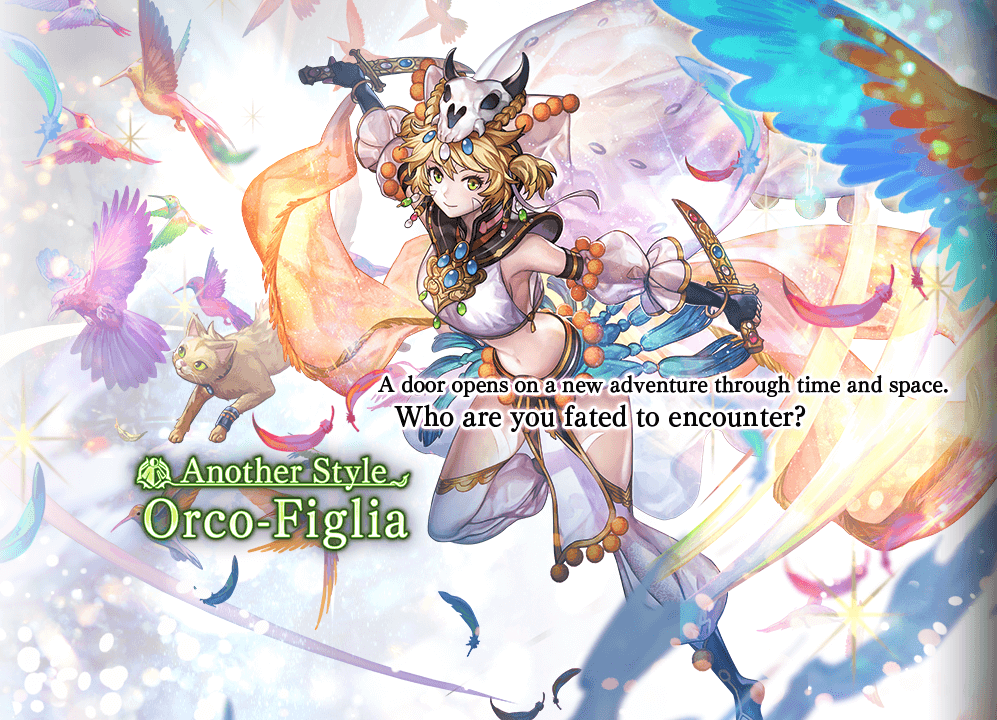 A door opens on a new adventure through time and space.
Who are you fated to encounter?
Another Style
Orco-Figlia